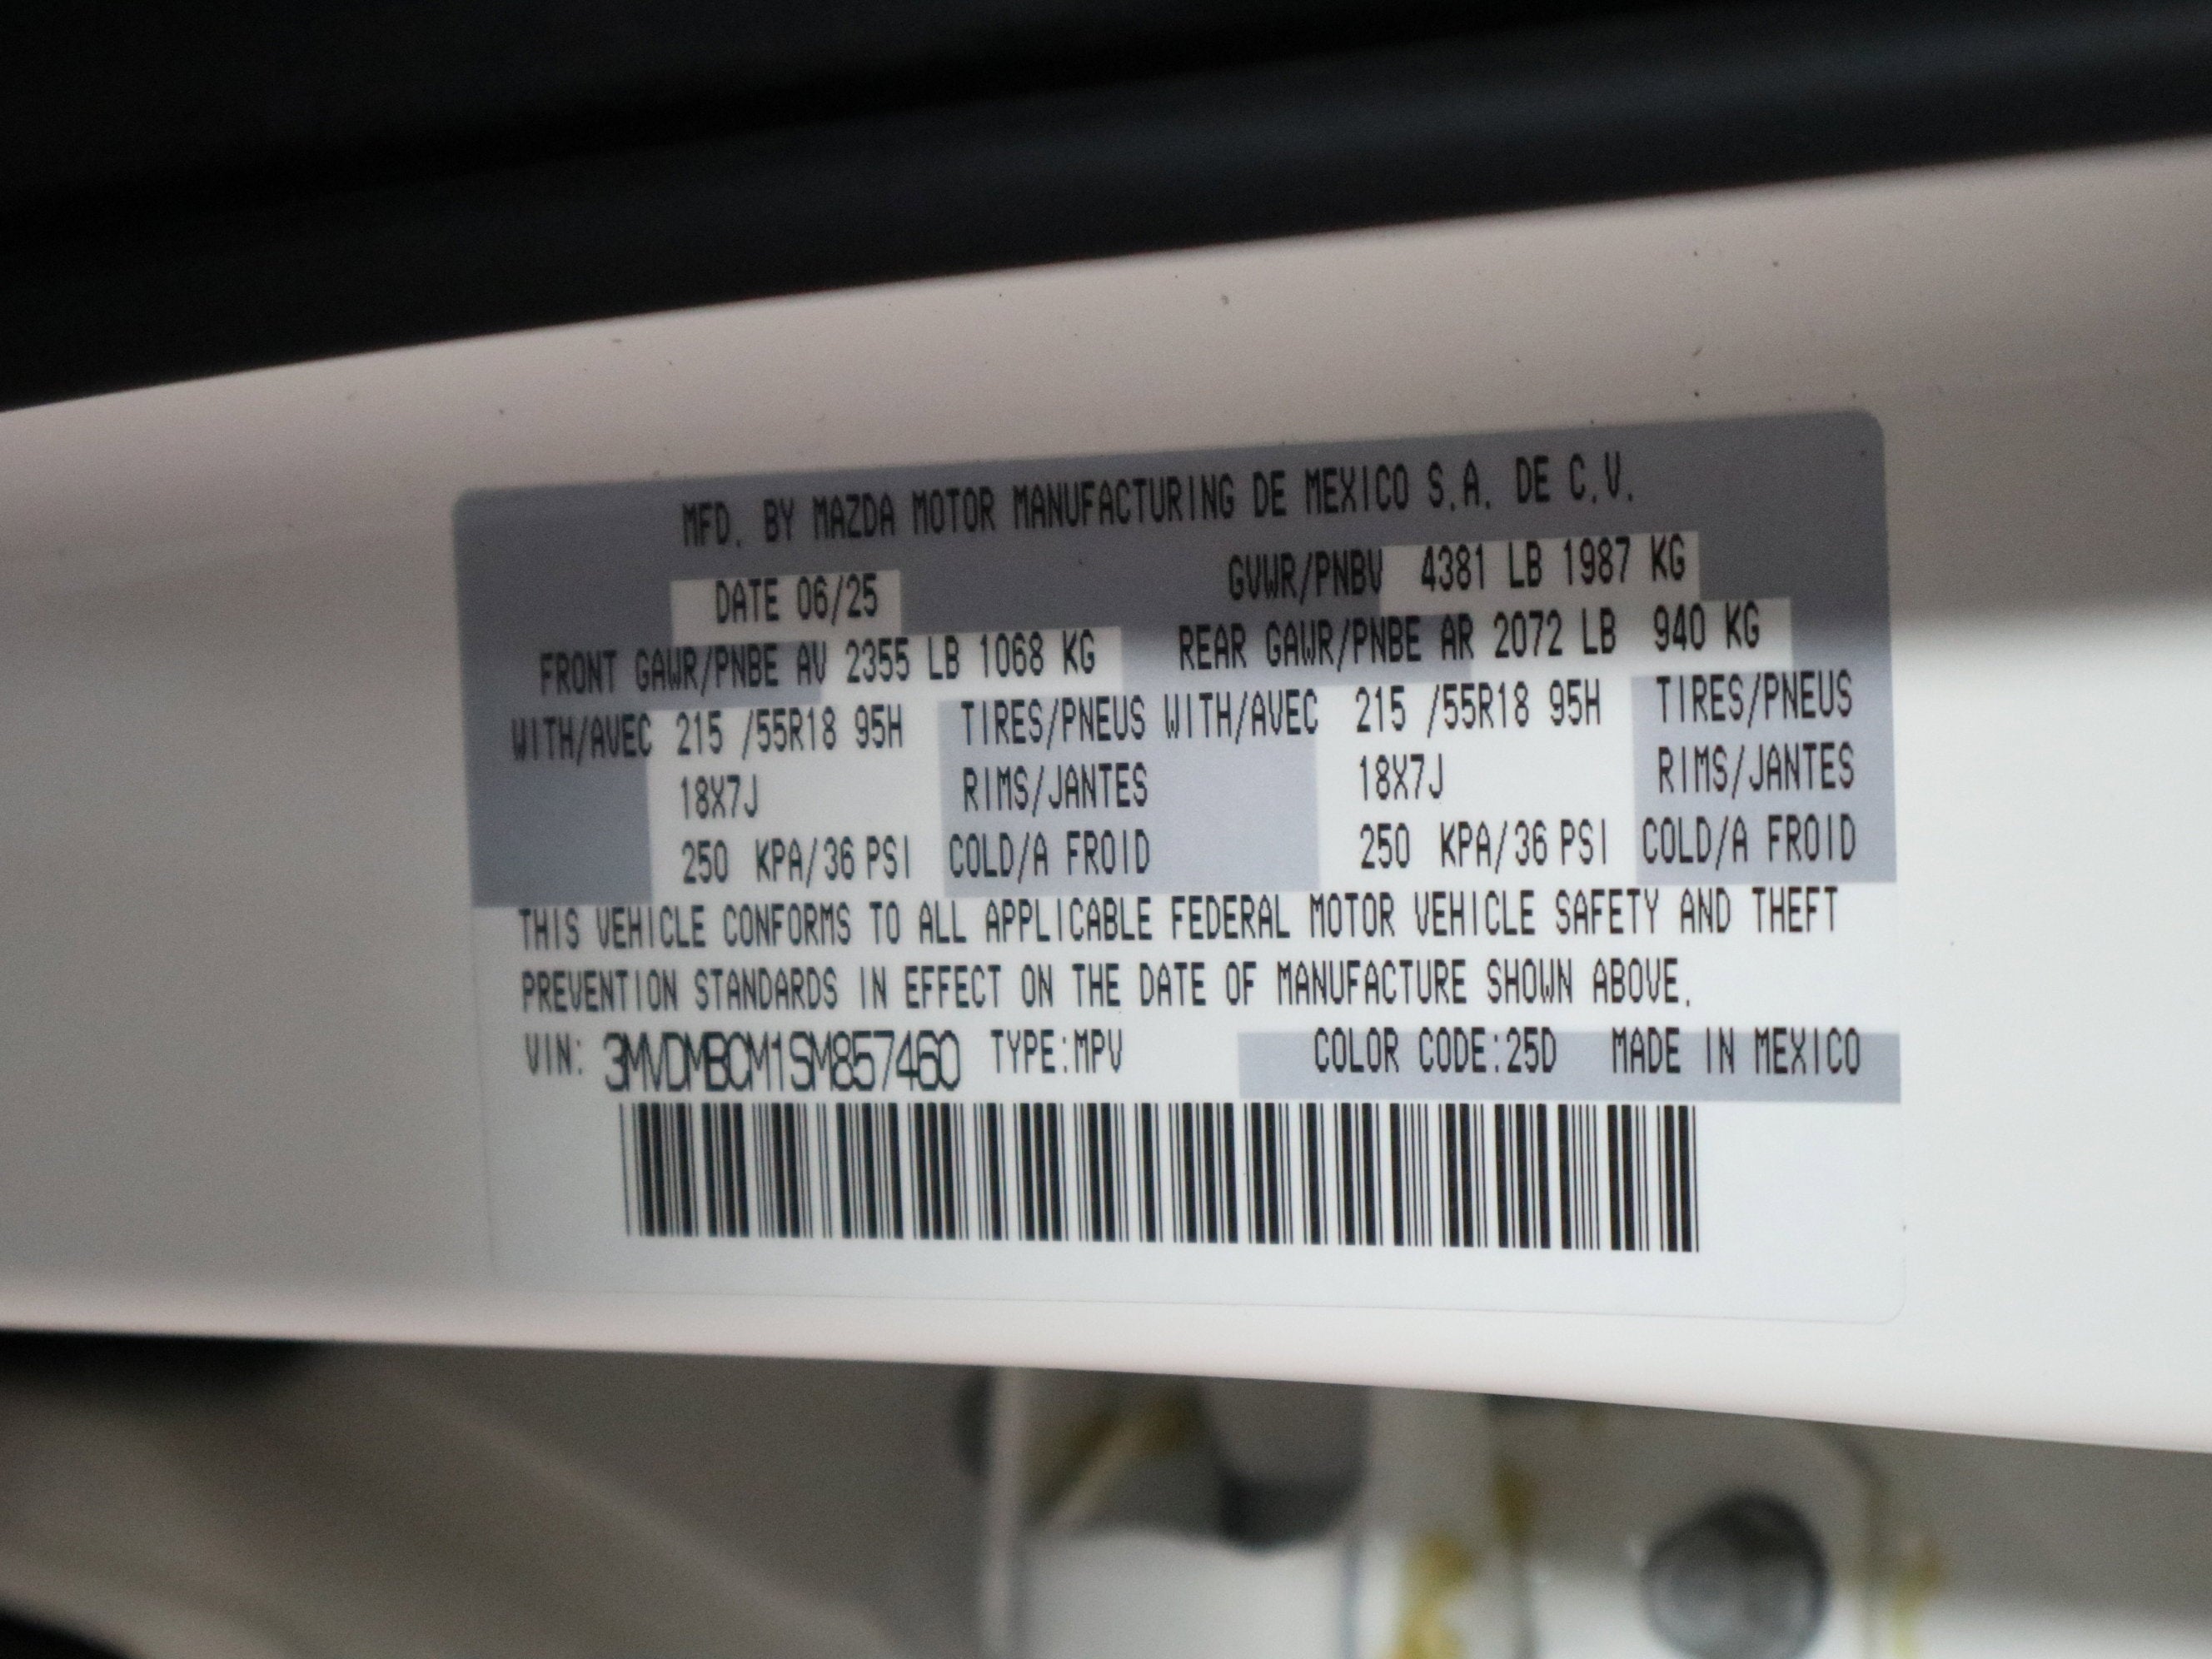 MFD. BY MAZDA MOTOR MANUFACTURING DE MEXICO S.A. DE C.V.
DATE 06/25 GVWR/PNBV 4381 LB 1987 KG
FRONT GAWR/PNBE AV 2355 LB 1068 KG REAR GAWR/PNBE AR 2072 LB 940 KG
WITH/AVEC 215 /55R18 95H TIRES/PNEUS WITH/AVEC 215 /55R18 95H TIRES/PNEUS
18X7J RIMS/JANTES 18X7J RIMS/JANTES
250 KPA/36 PSI COLD/A FROID 250 KPA/36 PSI COLD/A FROID
THIS VEHICLE CONFORMS TO ALL APPLICABLE FEDERAL MOTOR VEHICLE SAFETY AND THEFT
PREVENTION STANDARDS IN EFFECT ON THE DATE OF MANUFACTURE SHOWN ABOVE.
VIN: 3MVDMBCM1SM857460 TYPE:MPV COLOR CODE:25D MADE IN MEXICO